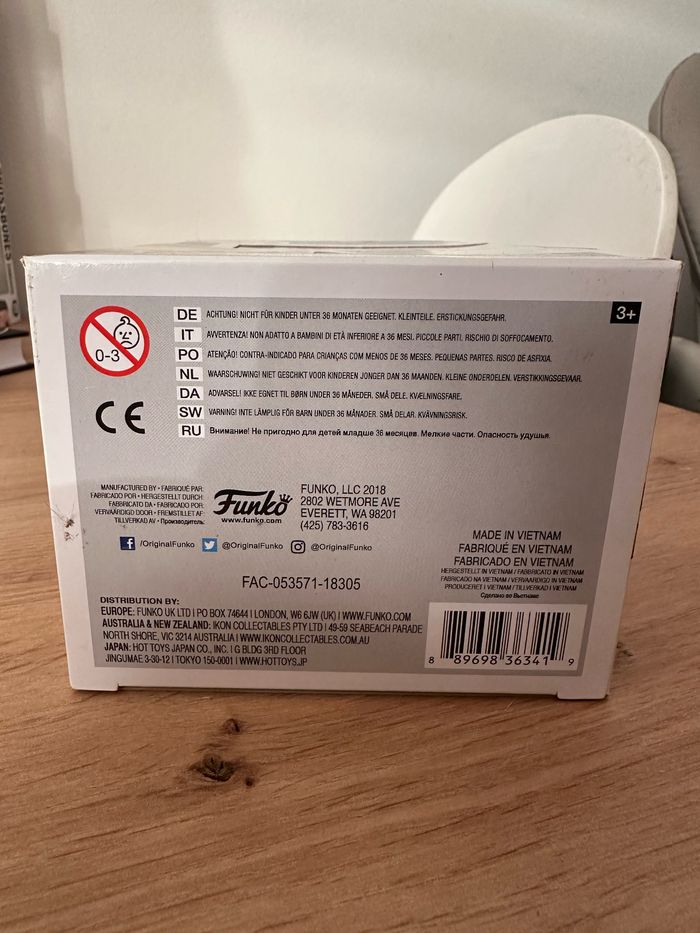 0-3
3+
DE ACHTUNG! NICHT FÜR KINDER UNTER 36 MONATEN GEEIGNET. KLEINTEILE. ERSTICKUNGSGEFAHR.
IT AVVERTENZA! NON ADATTO A BAMBINI DI ETÀ INFERIORE A 36 MESI. PICCOLE PARTI. RISCHIO DI SOFFOCAMENTO.
PO ATENÇÃO! CONTRA-INDICADO PARA CRIANÇAS COM MENOS DE 36 MESES. PEQUENAS PARTES. RISCO DE ASFIXIA.
NL WAARSCHUWING! NIET GESCHIKT VOOR KINDEREN JONGER DAN 36 MAANDEN. KLEINE ONDERDELEN. VERSTIKKINGSGEVAAR.
DA ADVARSEL! IKKE EGNET TIL BØRN UNDER 36 MÅNEDER. SMÅ DELE. KVÆLNINGSFARE.
SW VARNING! INTE LÄMPLIG FÖR BARN UNDER 36 MÅNADER. SMÅ DELAR. KVÄVNINGSRISK.
RU Внимание! Не пригодно для детей младше 36 месяцев. Мелкие части. Опасность удушья.
CE
MANUFACTURED BY • FABRIQUÉ PAR:
FABRICADO POR • HERGESTELLT DURCH:
FABBRICATO DA • FABRICADO POR:
VERVÄRDIGD DOOR • FREMSTILLET AF:
TILLVERKAD AV • Производитель:
Funko
www.funko.com
FUNKO, LLC 2018
2802 WETMORE AVE
EVERETT, WA 98201
(425) 783-3616
f /OriginalFunko @OriginalFunko @OriginalFunko
FAC-053571-18305
MADE IN VIETNAM
FABRIQUÉ EN VIETNAM
FABRICADO EN VIETNAM
HERGESTELLT IN VIETNAM / FABBRICATO IN VIETNAM
FABRICADO NA VIETNAM / VERVAARDIGD IN VIETNAM
PRODUCERET I VIETNAM / TILLVERKAD I VIETNAM
Сделано во Вьетнаме
DISTRIBUTION BY:
EUROPE: FUNKO UK LTD | PO BOX 74644 | LONDON, W6 6JW (UK) | WWW.FUNKO.COM
AUSTRALIA & NEW ZEALAND: IKON COLLECTABLES PTY LTD | 49-59 SEABEACH PARADE
NORTH SHORE, VIC 3214 AUSTRALIA | WWW.IKONCOLLECTABLES.COM.AU
JAPAN: HOT TOYS JAPAN CO., INC. | G BLDG 3RD FLOOR
JINGUMAE 3-30-12 | TOKYO 150-0001 | WWW.HOTTOYS.JP
8 89698 36341 9